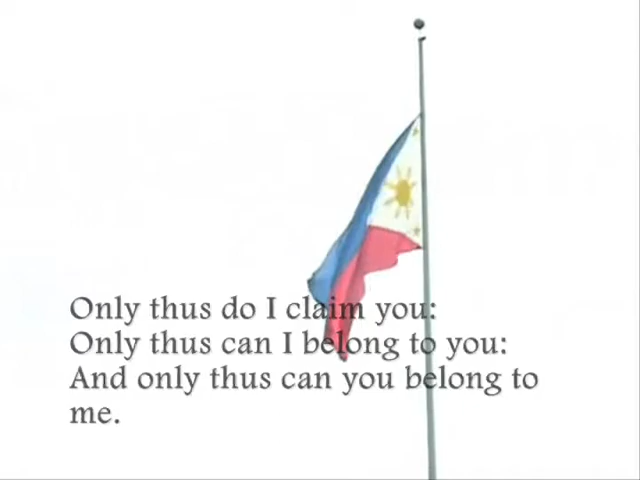 Only thus do I claim you:
Only thus can I belong to you:
And only thus can you belong to
me.